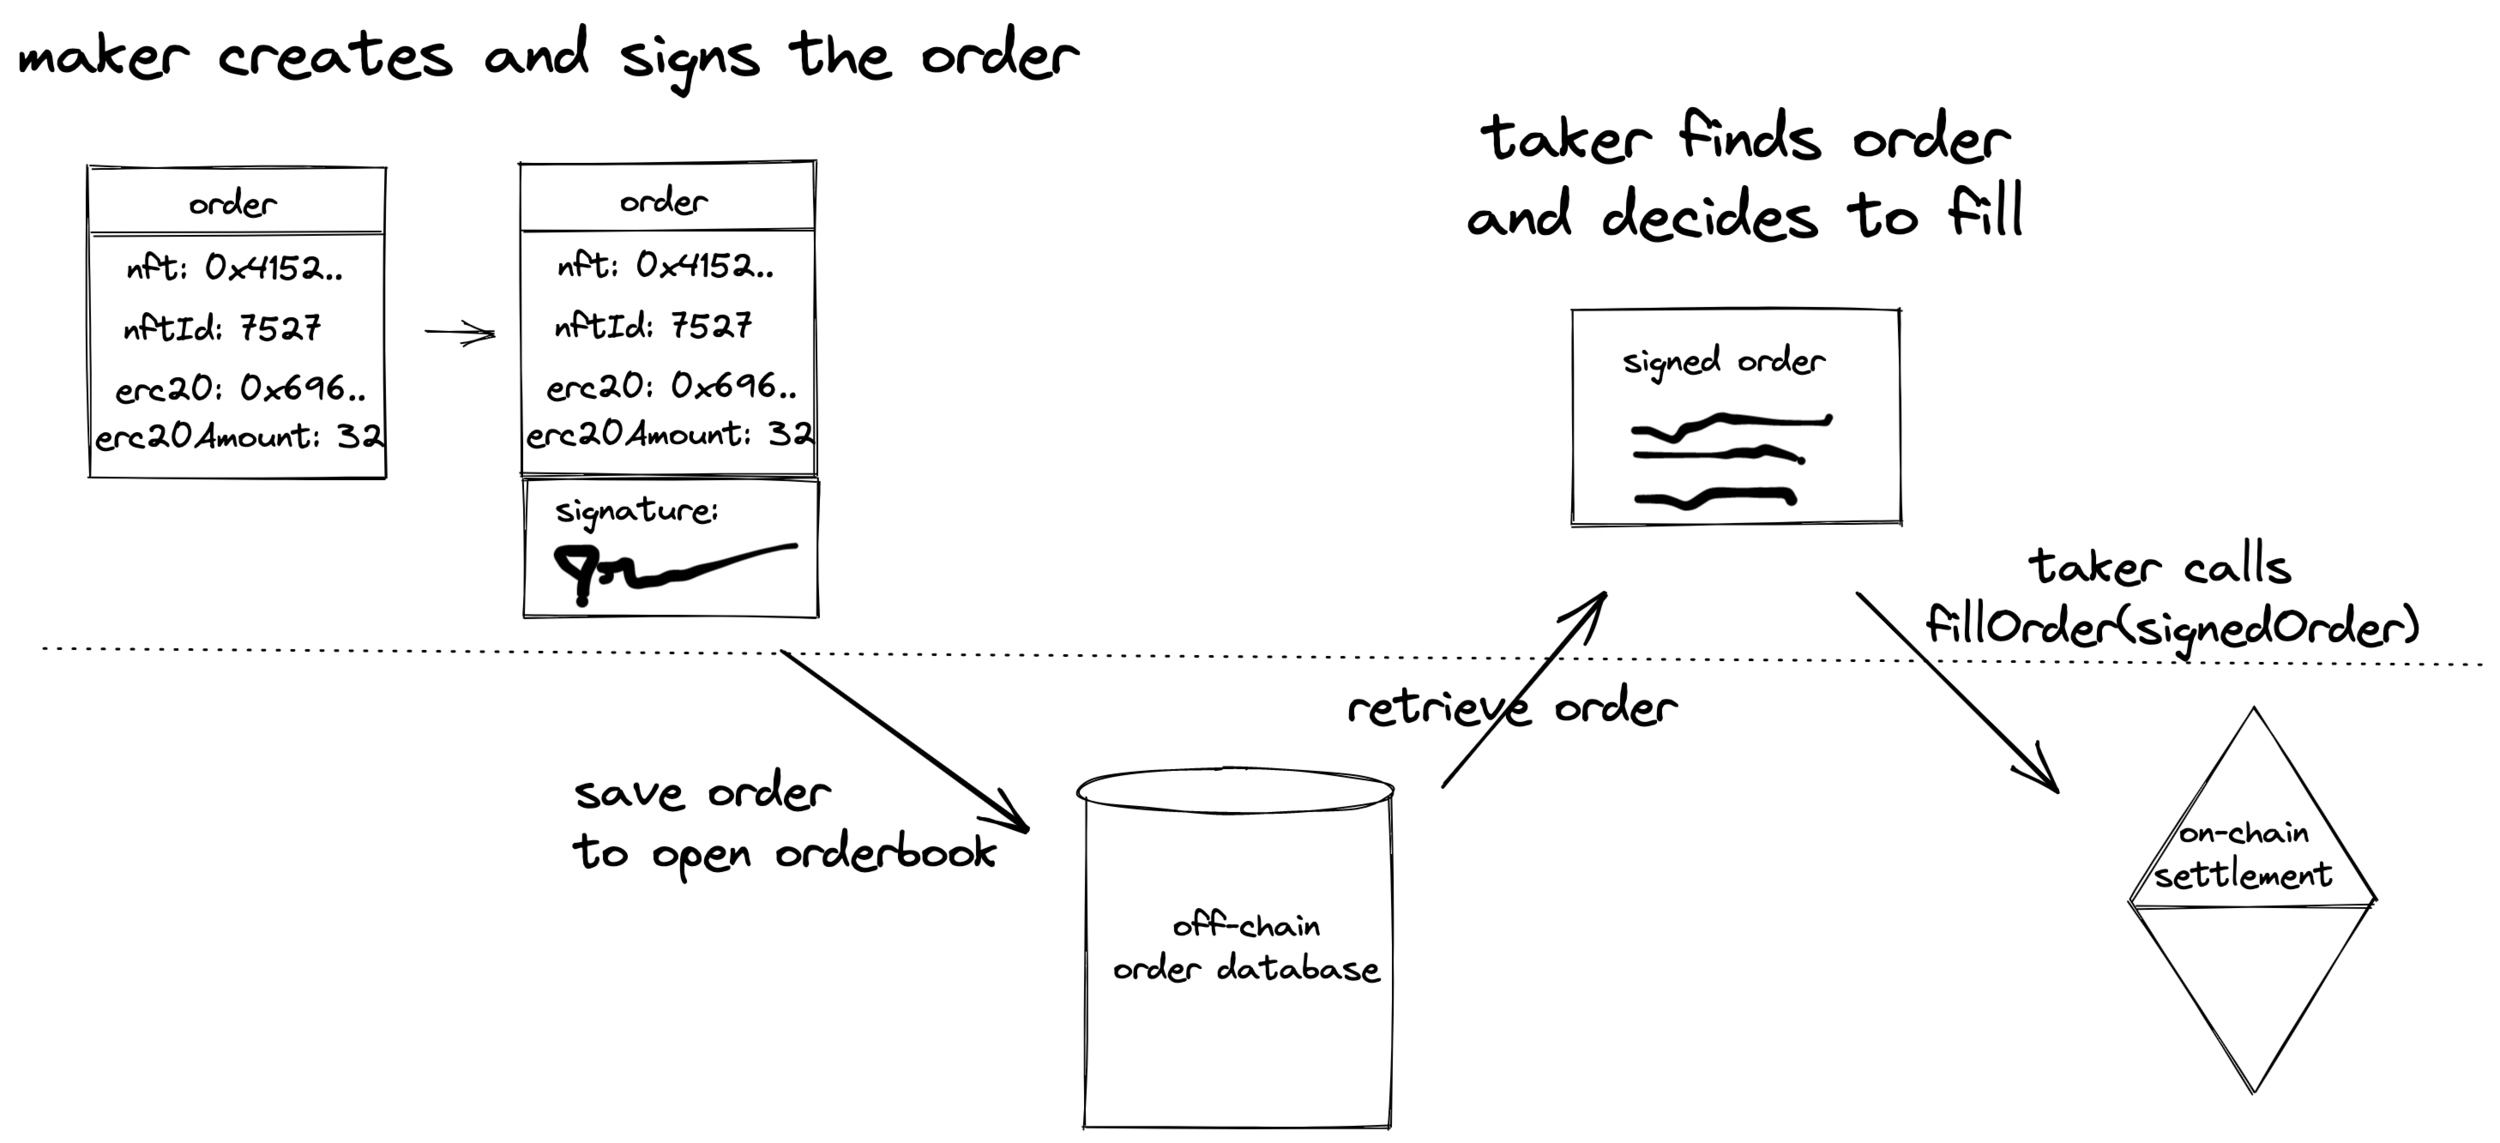 maker creates and signs the order
order
nft: 0x4152..
nftId: 7527
erc20: 0x696..
erc20Amount: 32
order
nft: 0x4152..
nftId: 7527
erc20: 0x696..
erc20Amount: 32
signature:
taker finds order
and decides to fill
signed order
taker calls
fillOrder(signedOrder)
retrieve order
save order
to open orderbook
off-chain
order database
on-chain
settlement